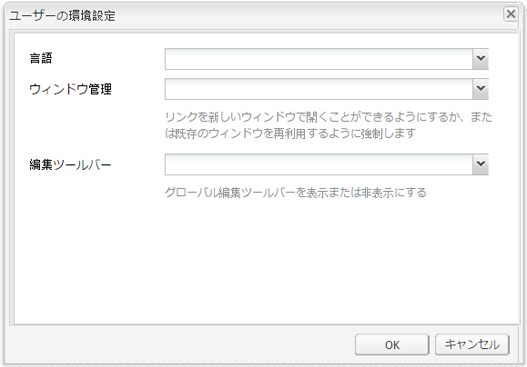 ユーザーの環境設定
言語
ウィンドウ管理
リンクを新しいウィンドウで開くことができるようにするか、また
は既存のウィンドウを再利用するように強制します
編集ツールバー
グローバル編集ツールバーを表示または非表示にする
OK キャンセル